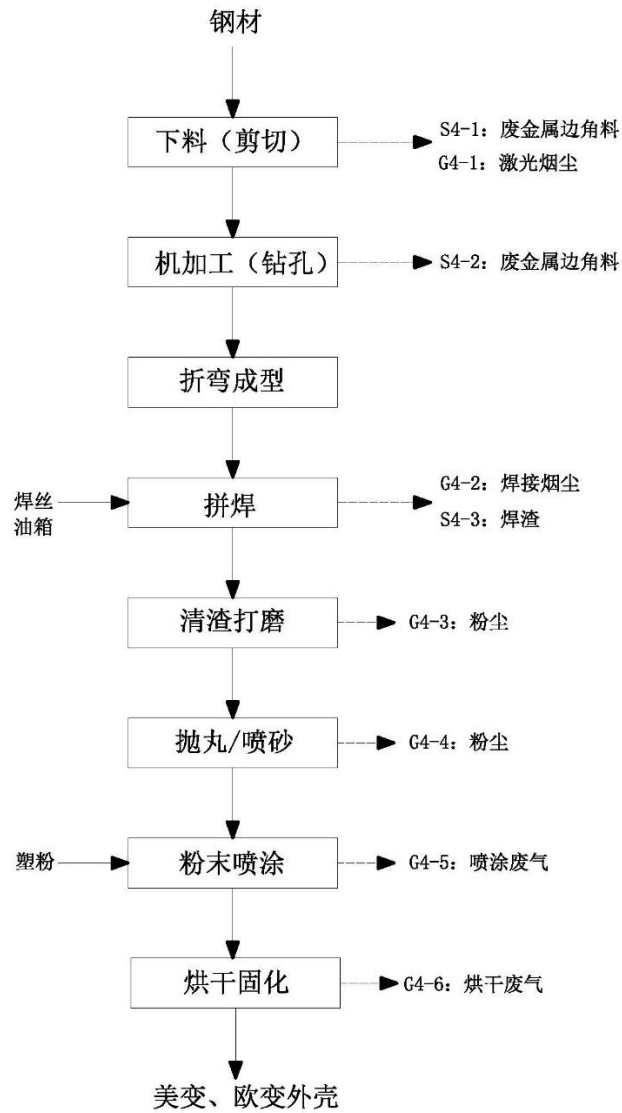 钢材
下料（剪切）
S4-1：废金属边角料
G4-1：激光烟尘
机加工（钻孔）
S4-2：废金属边角料
折弯成型
焊丝
油箱
拼焊
G4-2：焊接烟尘
S4-3：焊渣
清渣打磨
G4-3：粉尘
抛丸/喷砂
G4-4：粉尘
塑粉
粉末喷涂
G4-5：喷涂废气
烘干固化
G4-6：烘干废气
美变、欧变外壳